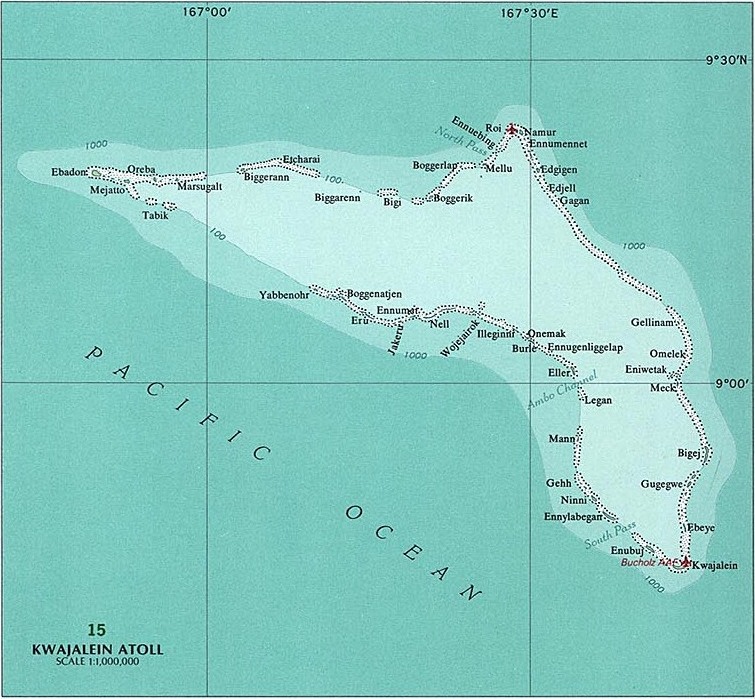 167°00'
167°30'E
9°30'N
Ennuebing
Roi
Namur
North Pass
Ennumennet
1000
Ebadon
Oreba
Eicharai
Boggerlap
Mellu
Edgigen
Mejatto
Marsugalt
Biggerann
100
Edjell
Biggarenn
Bigi
Boggerik
Gagan
Tabik
100
1000
Yabbenohr
Boggenatjen
Ennumar
Gellinam
Eru
Nell
Jakeru
Wojejairok
Illeginni
Onemak
Burle
Ennugenliggelap
Omelek
1000
Eller
Eniwetak
9°00'
Meck
Ambo Channel
Legan
Mann
Bigej
Gehh
Gugegwe
Ninni
Ennylabegan
South Pass
Ebeye
Enubuj
Bucholz AAF
Kwajalein
1000
PACIFIC OCEAN
15
KWAJALEIN ATOLL
SCALE 1:1,000,000